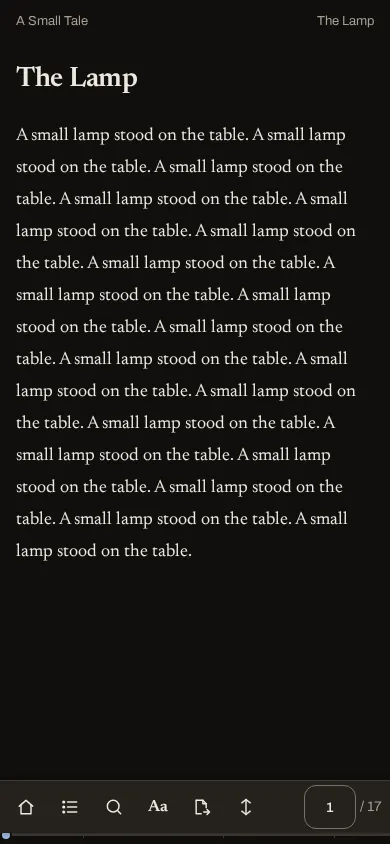 A Small Tale
The Lamp
The Lamp
A small lamp stood on the table. A small lamp
stood on the table. A small lamp stood on the
table. A small lamp stood on the table. A small
lamp stood on the table. A small lamp stood on
the table. A small lamp stood on the table. A
small lamp stood on the table. A small lamp
stood on the table. A small lamp stood on the
table. A small lamp stood on the table. A small
lamp stood on the table. A small lamp stood on
the table. A small lamp stood on the table. A
small lamp stood on the table. A small lamp
stood on the table. A small lamp stood on the
table. A small lamp stood on the table. A small
lamp stood on the table.
Aa
1
/ 17